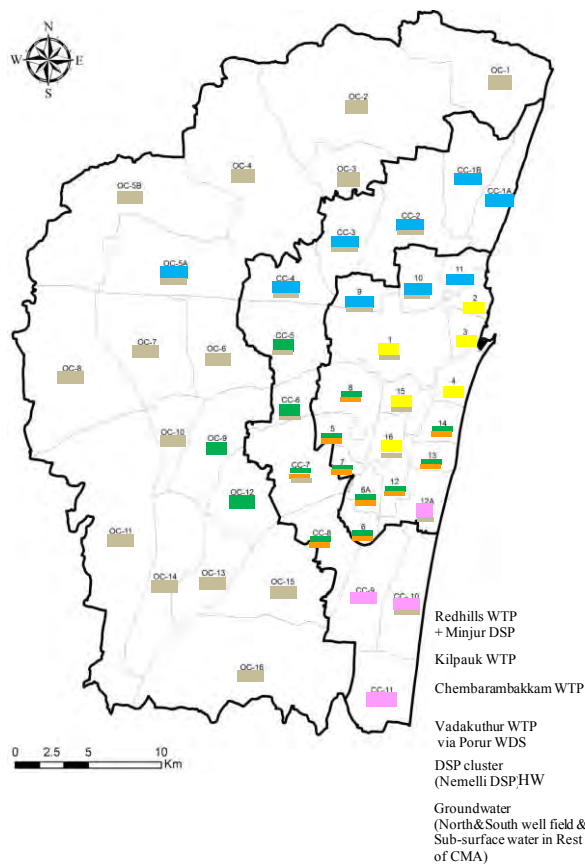 N
W E
S
OC-1
OC-2
OC-4
OC-3
CC-1B
OC-5B
CC-1A
CC-2
CC-3
OC-5A
11
CC-4
10
9
2
CC-5
3
1
OC-7
OC-6
OC-8
4
8
15
CC-6
14
5
OC-10
16
OC-9
13
7
CC-7
12
OC-12
6A
12A
6
CC-8
OC-11
OC-13
OC-14
CC-9
OC-15
CC-10
Redhills WTP
+ Minjur DSP
Kilpauk WTP
OC-16
Chembarambakkam WTP
CC-11
Vadakuthur WTP
via Porur WDS
0 2.5 5 10
Km
DSP cluster
(Nemelli DSP)HW
Groundwater
(North&South well field &
Sub-surface water in Rest
of CMA)